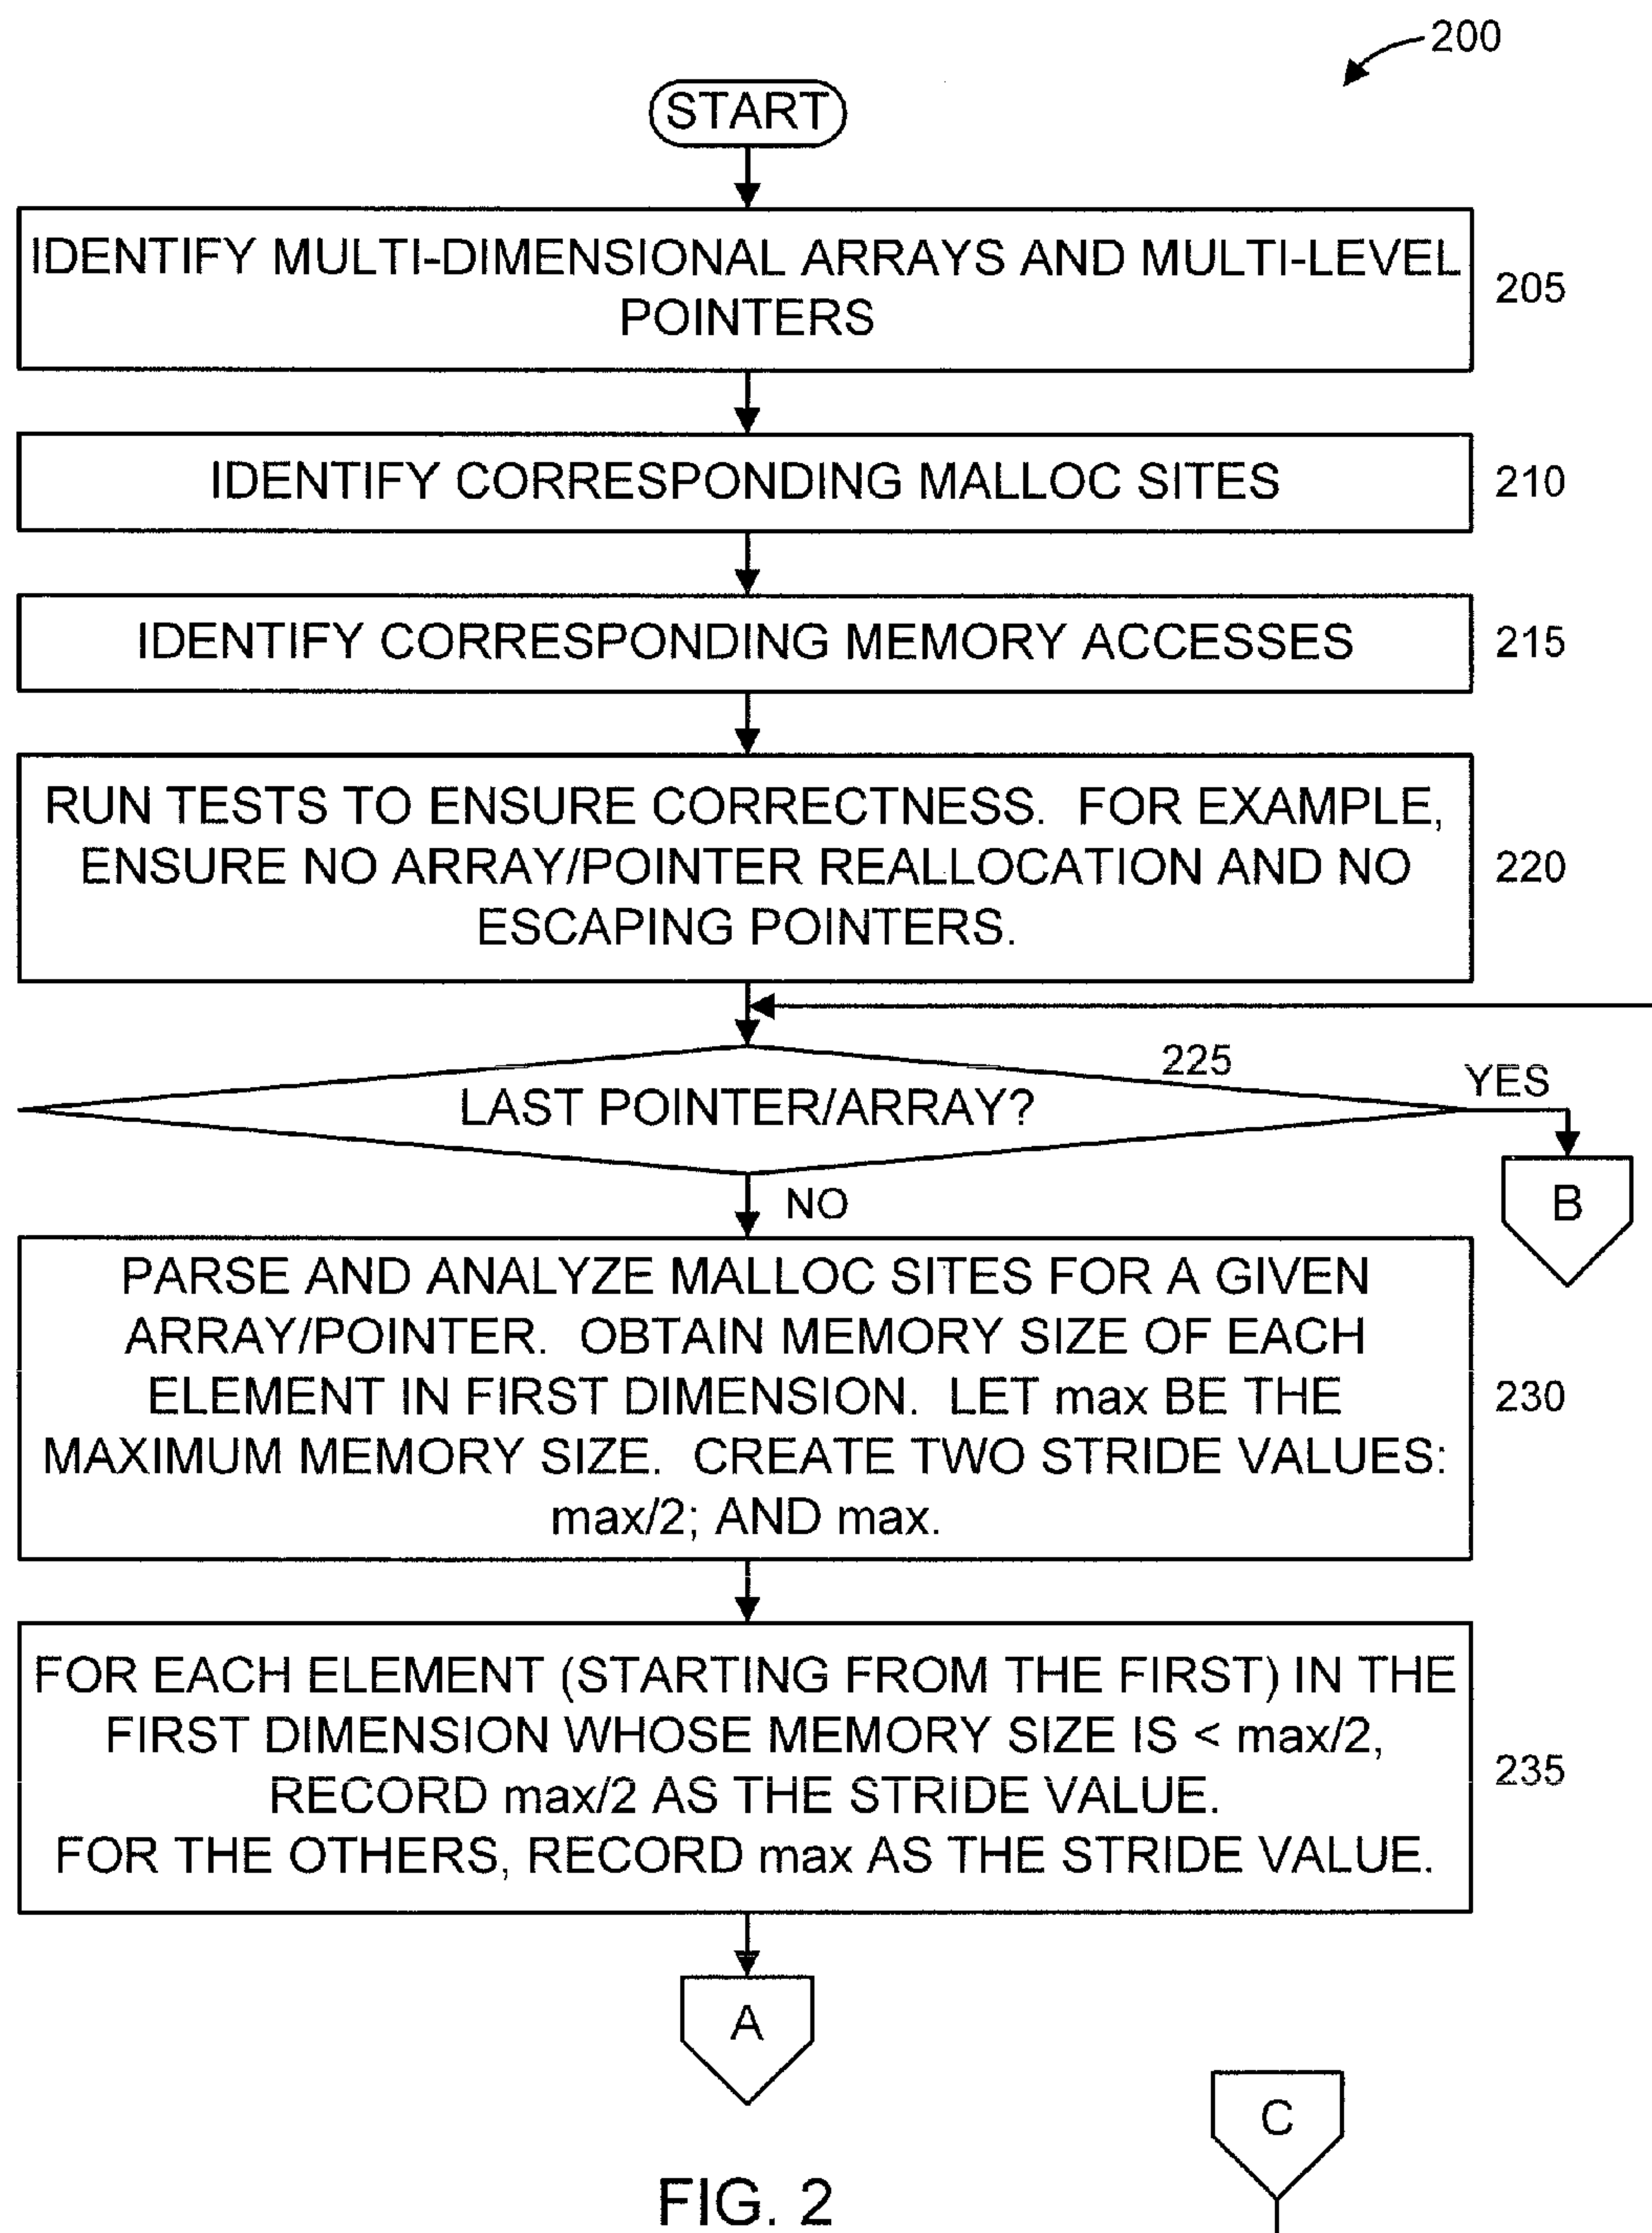 200
START
IDENTIFY MULTI-DIMENSIONAL ARRAYS AND MULTI-LEVEL
POINTERS
205
IDENTIFY CORRESPONDING MALLOC SITES
210
IDENTIFY CORRESPONDING MEMORY ACCESSES
215
RUN TESTS TO ENSURE CORRECTNESS. FOR EXAMPLE,
ENSURE NO ARRAY/POINTER REALLOCATION AND NO
ESCAPING POINTERS.
220
225
LAST POINTER/ARRAY?
YES
B
NO
PARSE AND ANALYZE MALLOC SITES FOR A GIVEN
ARRAY/POINTER. OBTAIN MEMORY SIZE OF EACH
ELEMENT IN FIRST DIMENSION. LET max BE THE
MAXIMUM MEMORY SIZE. CREATE TWO STRIDE VALUES:
max/2; AND max.
230
FOR EACH ELEMENT (STARTING FROM THE FIRST) IN THE
FIRST DIMENSION WHOSE MEMORY SIZE IS < max/2,
RECORD max/2 AS THE STRIDE VALUE.
FOR THE OTHERS, RECORD max AS THE STRIDE VALUE.
235
A
C
FIG. 2